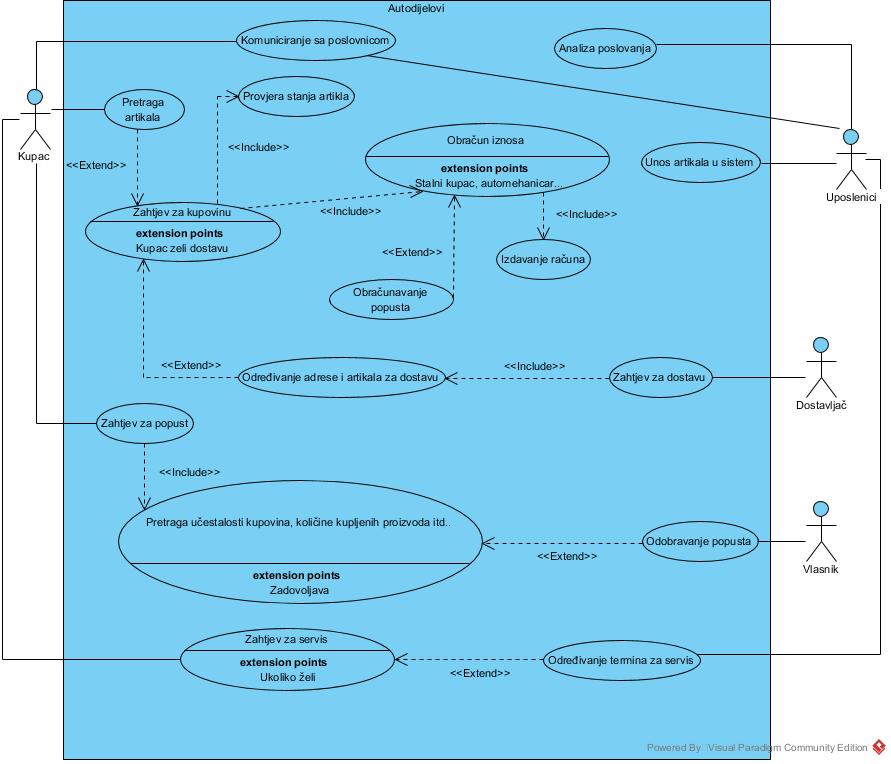 Autodijelovi
Komuniciranje sa poslovnicom
Analiza poslovanja
Kupac
Pretraga
artikala
Provjera stanja artikla
<<Extend>>
<<Include>>
Obračun iznosa
extension points
Stalni kupac, automehanicar...
Unos artikala u sistem
Uposlenici
Zahtjev za kupovinu
extension points
Kupac zeli dostavu
<<Include>>
<<Include>>
<<Extend>>
Izdavanje računa
Obračunavanje
popusta
<<Extend>>
Određivanje adrese i artikala za dostavu
<<Include>>
Zahtjev za dostavu
Dostavljač
Zahtjev za popust
<<Include>>
Pretraga učestalosti kupovina, količine kupljenih proizvoda itd..
extension points
Zadovoljava
<<Extend>>
Odobravanje popusta
Vlasnik
Zahtjev za servis
extension points
Ukoliko želi
<<Extend>>
Određivanje termina za servis
Powered By Visual Paradigm Community Edition